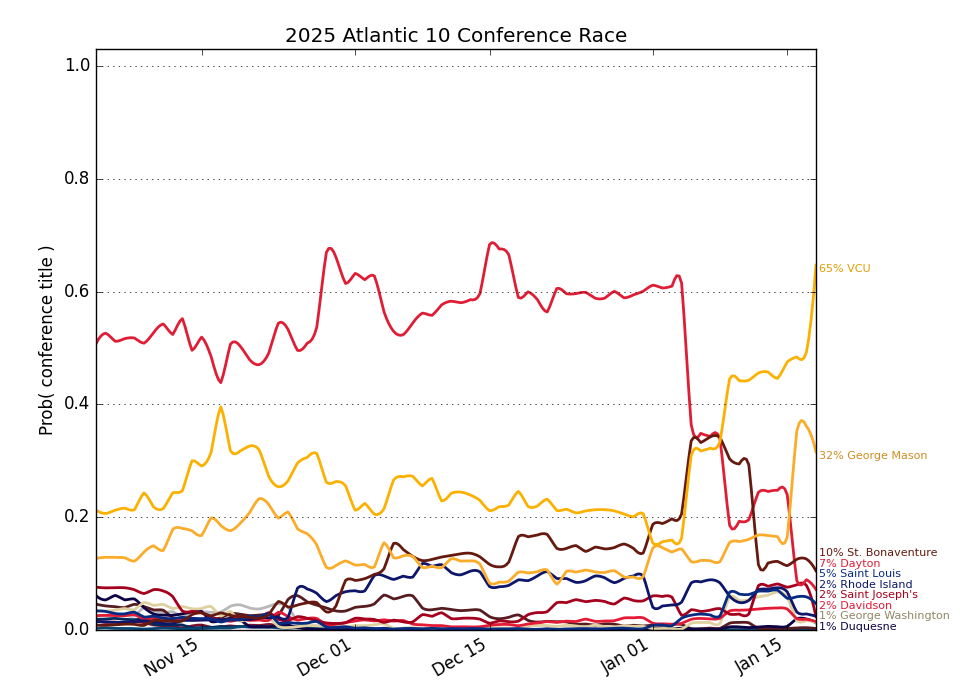 2025 Atlantic 10 Conference Race
Prob( conference title )
1.0
0.8
0.6
0.4
0.2
0.0
Nov 15
Dec 01
Dec 15
Jan 01
Jan 15
65% VCU
32% George Mason
10% St. Bonaventure
7% Dayton
5% Saint Louis
2% Rhode Island
2% Saint Joseph's
2% Davidson
1% George Washington
1% Duquesne